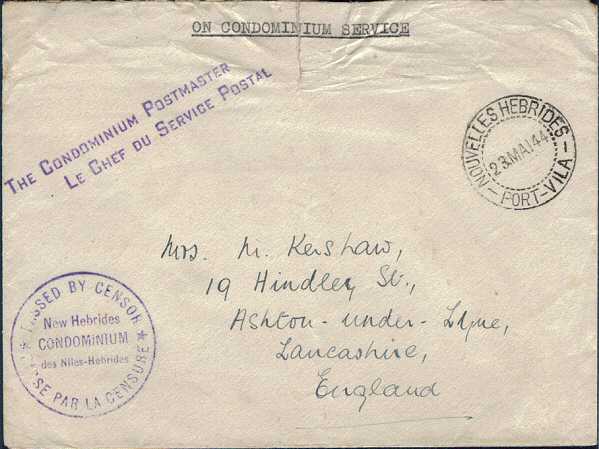 ON CONDOMINIUM SERVICE
THE CONDOMINIUM POSTMASTER
LE CHEF DU SERVICE POSTAL
NOUVELLES HEBRIDES
23 MAI 44
PORT-VILA
Mrs. M. Kershaw,
19 Hindley St.,
Ashton-under-Lyne,
Lancashire,
England
PASSED BY CENSOR
New Hebrides
CONDOMINIUM
des Nlles-Hebrides
PAR LA CENSURE